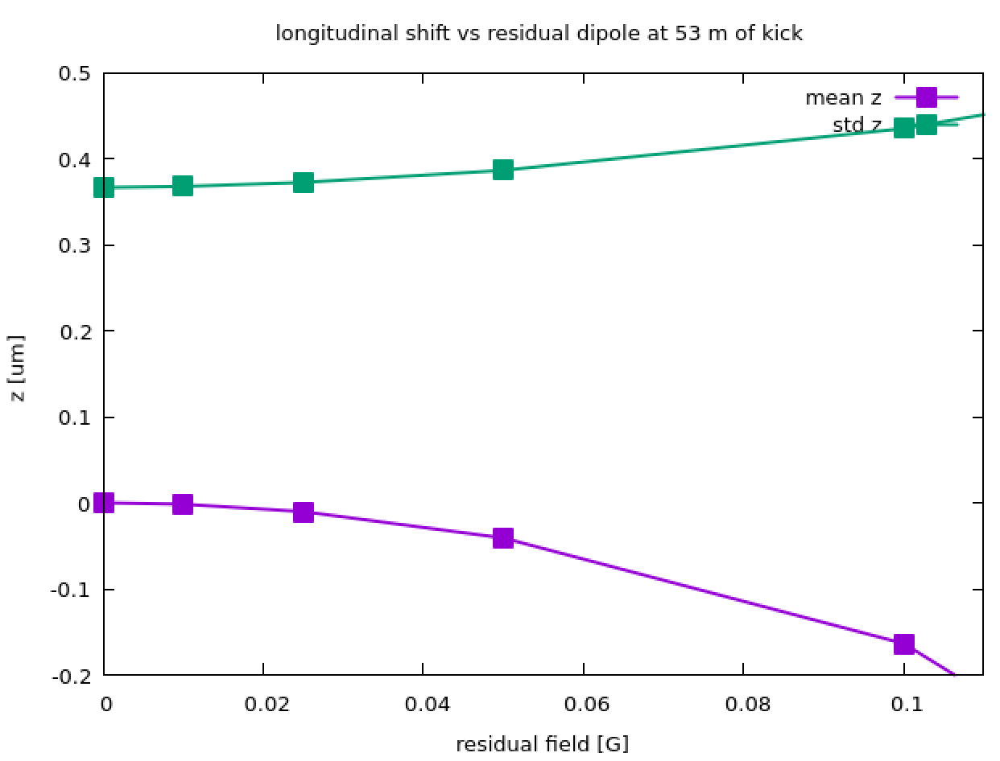 longitudinal shift vs residual dipole at 53 m of kick
0.5
0.4
0.3
0.2
0.1
0
-0.1
-0.2
z [um]
mean z
std z
0 0.02 0.04 0.06 0.08 0.1
residual field [G]